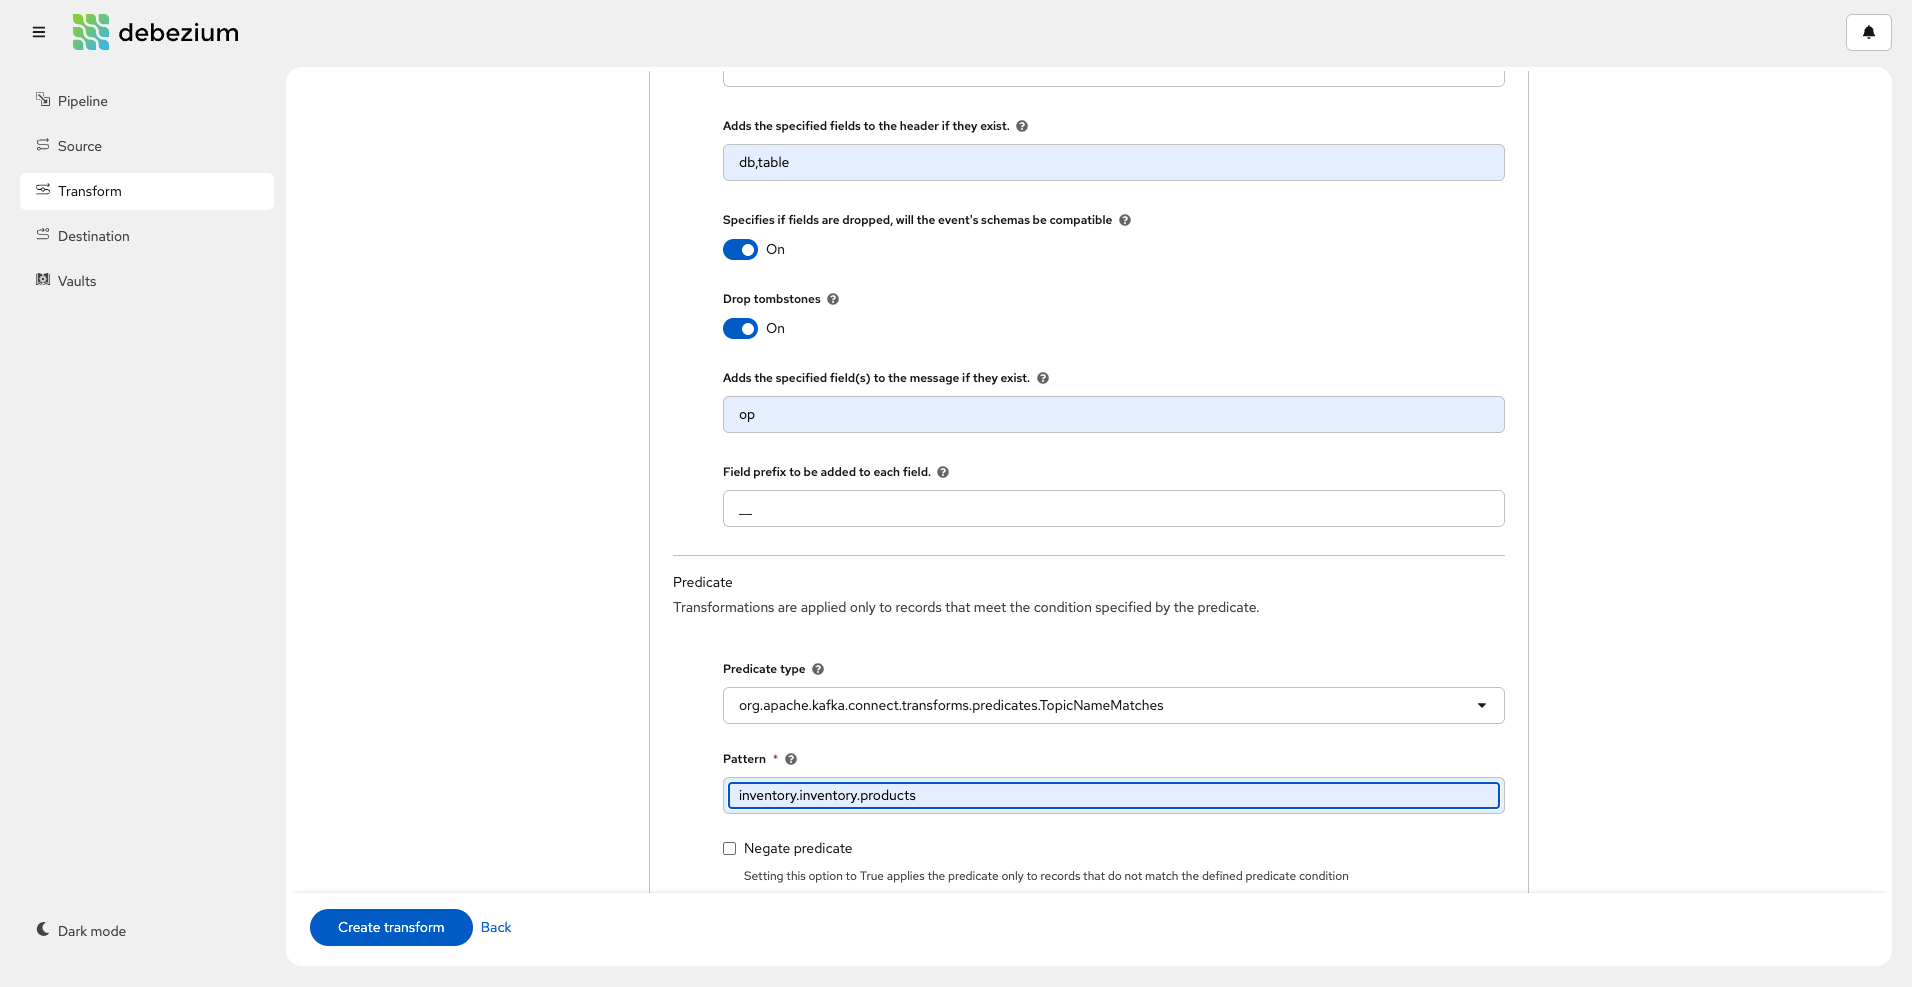 debezium
Pipeline
Source
Transform
Destination
Vaults
Dark mode
Adds the specified fields to the header if they exist.
db,table
Specifies if fields are dropped, will the event's schemas be compatible
On
Drop tombstones
On
Adds the specified field(s) to the message if they exist.
op
Field prefix to be added to each field.
__
Predicate
Transformations are applied only to records that meet the condition specified by the predicate.
Predicate type
org.apache.kafka.connect.transforms.predicates.TopicNameMatches
Pattern *
inventory.inventory.products
Negate predicate
Setting this option to True applies the predicate only to records that do not match the defined predicate condition
Create transform Back